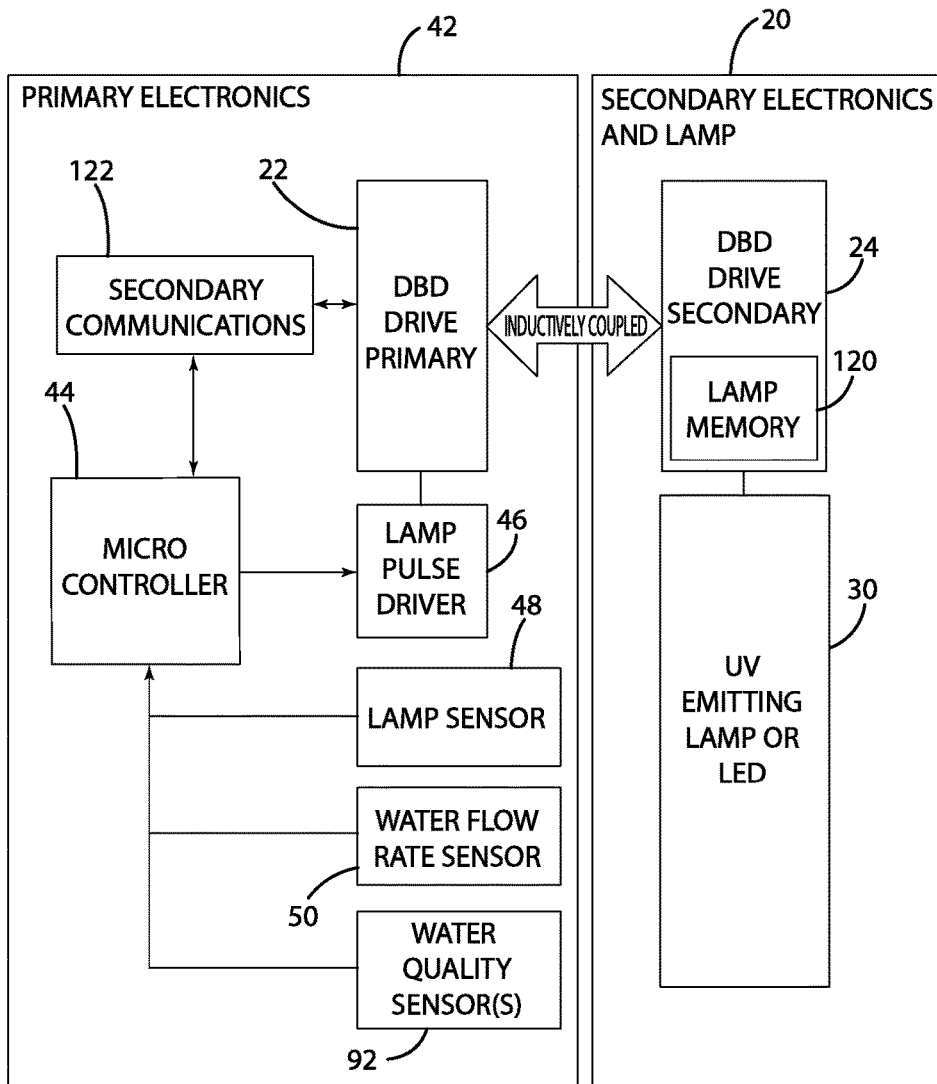 42
20
PRIMARY ELECTRONICS
SECONDARY ELECTRONICS
AND LAMP
122
22
SECONDARY
COMMUNICATIONS
DBD
DRIVE
PRIMARY
INDUCTIVELY COUPLED
DBD
DRIVE
SECONDARY
24
120
LAMP
MEMORY
44
MICRO
CONTROLLER
LAMP
PULSE
DRIVER
46
48
LAMP SENSOR
30
UV
EMITTING
LAMP OR
LED
WATER FLOW
RATE SENSOR
50
WATER
QUALITY
SENSOR(S)
92